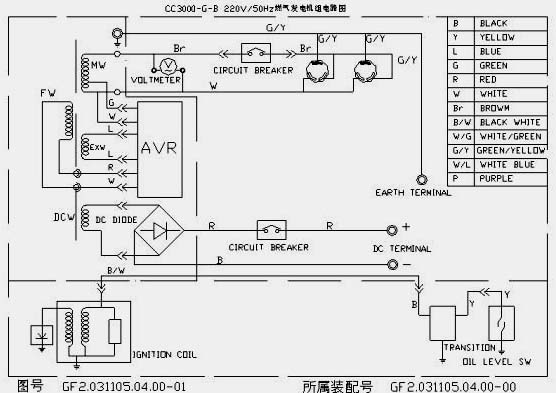 CC3000-G-B 220V/50Hz燃气发电机组电路图
G/Y
MW
Br
Br
G/Y
G/Y
VOLTMETER
CIRCUIT BREAKER
W
FW
G
W
L
EXW
L
R
W
AVR
EARTH TERMINAL
DCW
DC DIODE
R
R
+
CIRCUIT BREAKER
DC TERMINAL
B
-
B/W
IGNITION COIL
B
Y
Y
TRANSITION
OIL LEVEL SW
B BLACK
Y YELLOW
L BLUE
G GREEN
R RED
W WHITE
Br BROWM
B/W BLACK WHITE
W/G WHITE/GREEN
G/Y GREEN/YELLOW
W/L WHITE BLUE
P PURPLE
图号 GF2.031105.04.00-01
所属装配号 GF2.031105.04.00-00